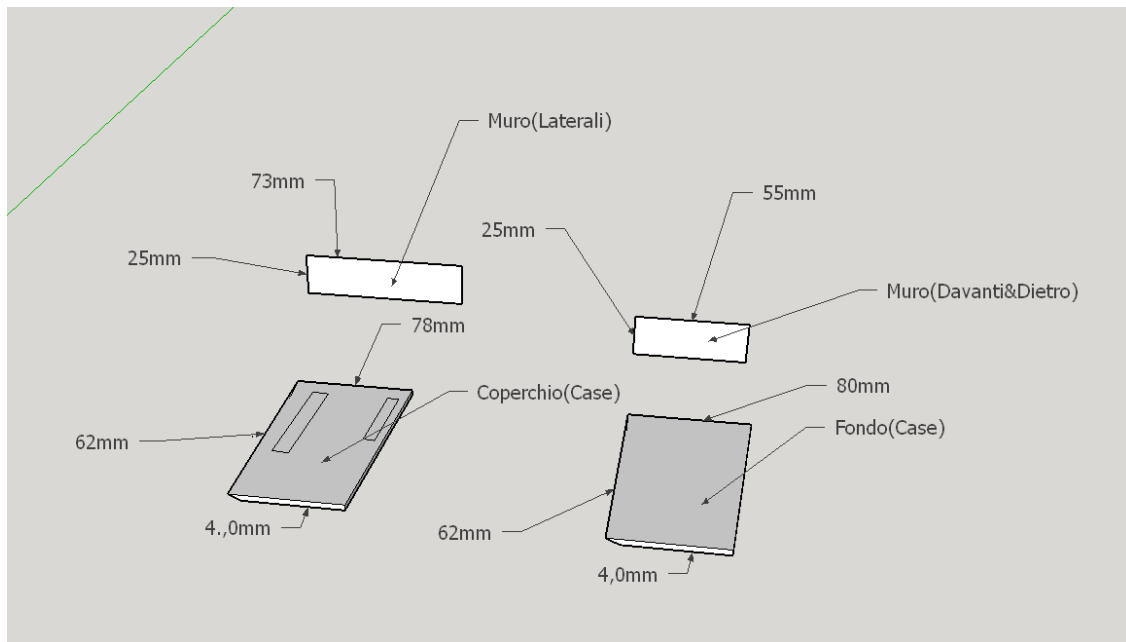 Muro(Laterali)
73mm
55mm
25mm
25mm
Muro(Davanti&Dietro)
78mm
80mm
Coperchio(Case)
Fondo(Case)
62mm
62mm
4.,0mm
4,0mm